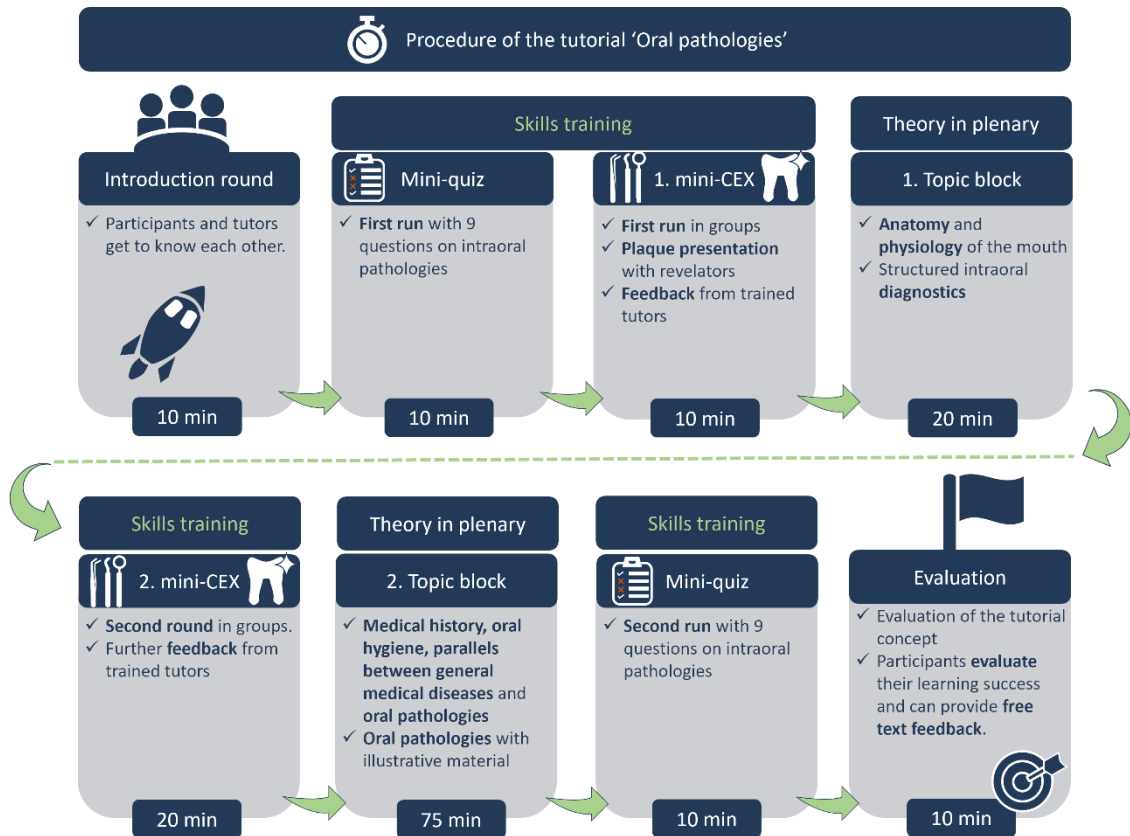 Procedure of the tutorial ‘Oral pathologies’
Introduction round
✓ Participants and tutors
get to know each other.
10 min
Skills training
Mini-quiz
✓ First run with 9
questions on intraoral
pathologies
10 min
1. mini-CEX
✓ First run in groups
✓ Plaque presentation
with revelators
✓ Feedback from trained
tutors
10 min
Theory in plenary
1. Topic block
✓ Anatomy and
physiology of the mouth
✓ Structured intraoral
diagnostics
20 min
Skills training
2. mini-CEX
✓ Second round in groups.
✓ Further feedback from
trained tutors
20 min
Theory in plenary
2. Topic block
✓ Medical history, oral
hygiene, parallels
between general
medical diseases and
oral pathologies
✓ Oral pathologies with
illustrative material
75 min
Skills training
Mini-quiz
✓ Second run with 9
questions on intraoral
pathologies
10 min
Evaluation
✓ Evaluation of the tutorial
concept
✓ Participants evaluate
their learning success
and can provide free
text feedback.
10 min